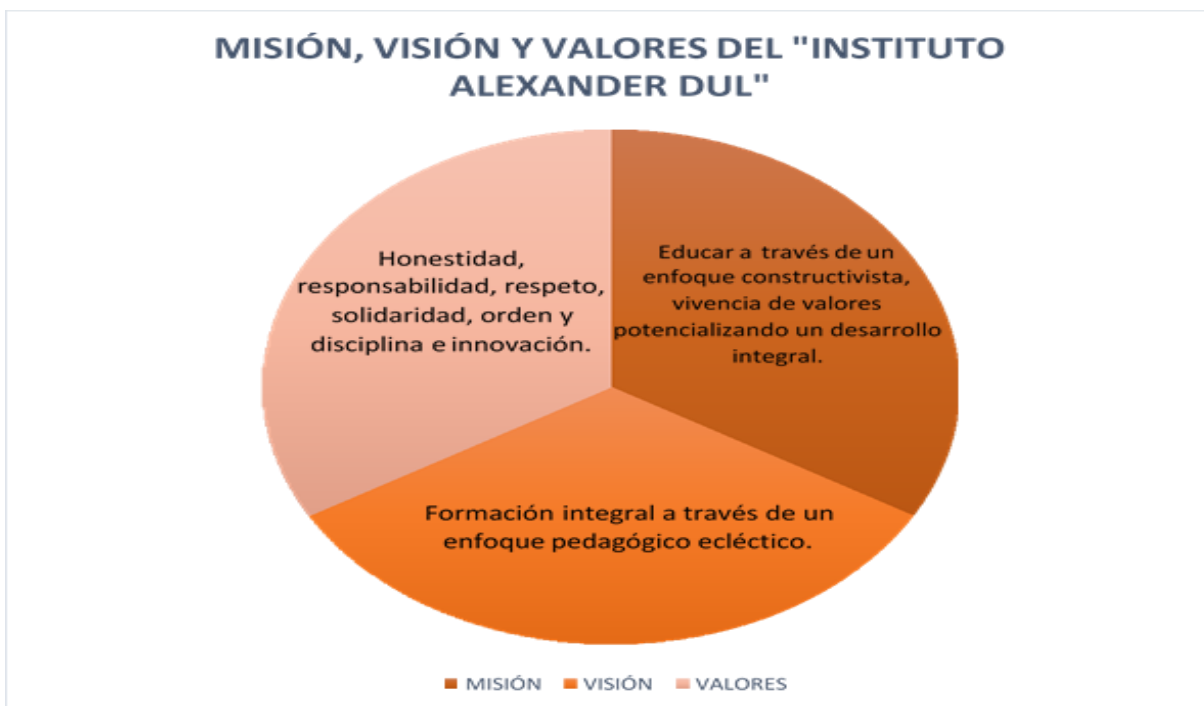 MISIÓN, VISIÓN Y VALORES DEL "INSTITUTO
ALEXANDER DUL"
Honestidad,
responsabilidad, respeto,
solidaridad, orden y
disciplina e innovación.
Educar a través de un
enfoque constructivista,
vivencia de valores
potencializando un desarrollo
integral.
Formación integral a través de un
enfoque pedagógico ecléctico.
MISIÓN VISIÓN VALORES